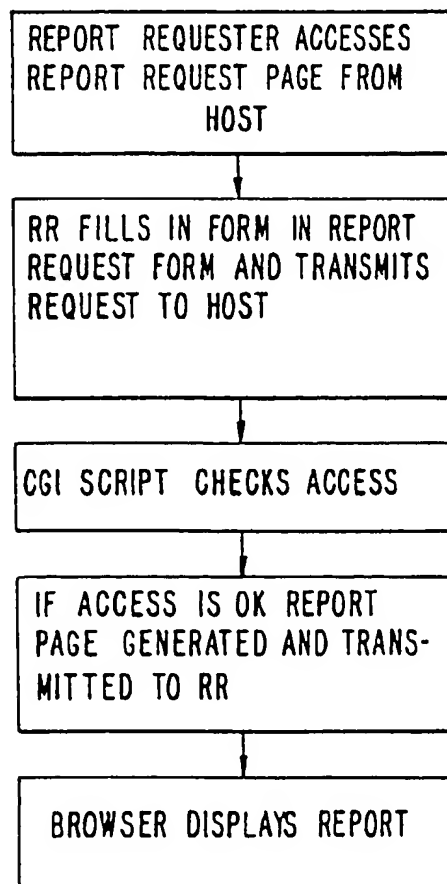 REPORT REQUESTER ACCESSES
REPORT REQUEST PAGE FROM
HOST
RR FILLS IN FORM IN REPORT
REQUEST FORM AND TRANSMITS
REQUEST TO HOST
CGI SCRIPT CHECKS ACCESS
IF ACCESS IS OK REPORT
PAGE GENERATED AND TRANS-
MITTED TO RR
BROWSER DISPLAYS REPORT